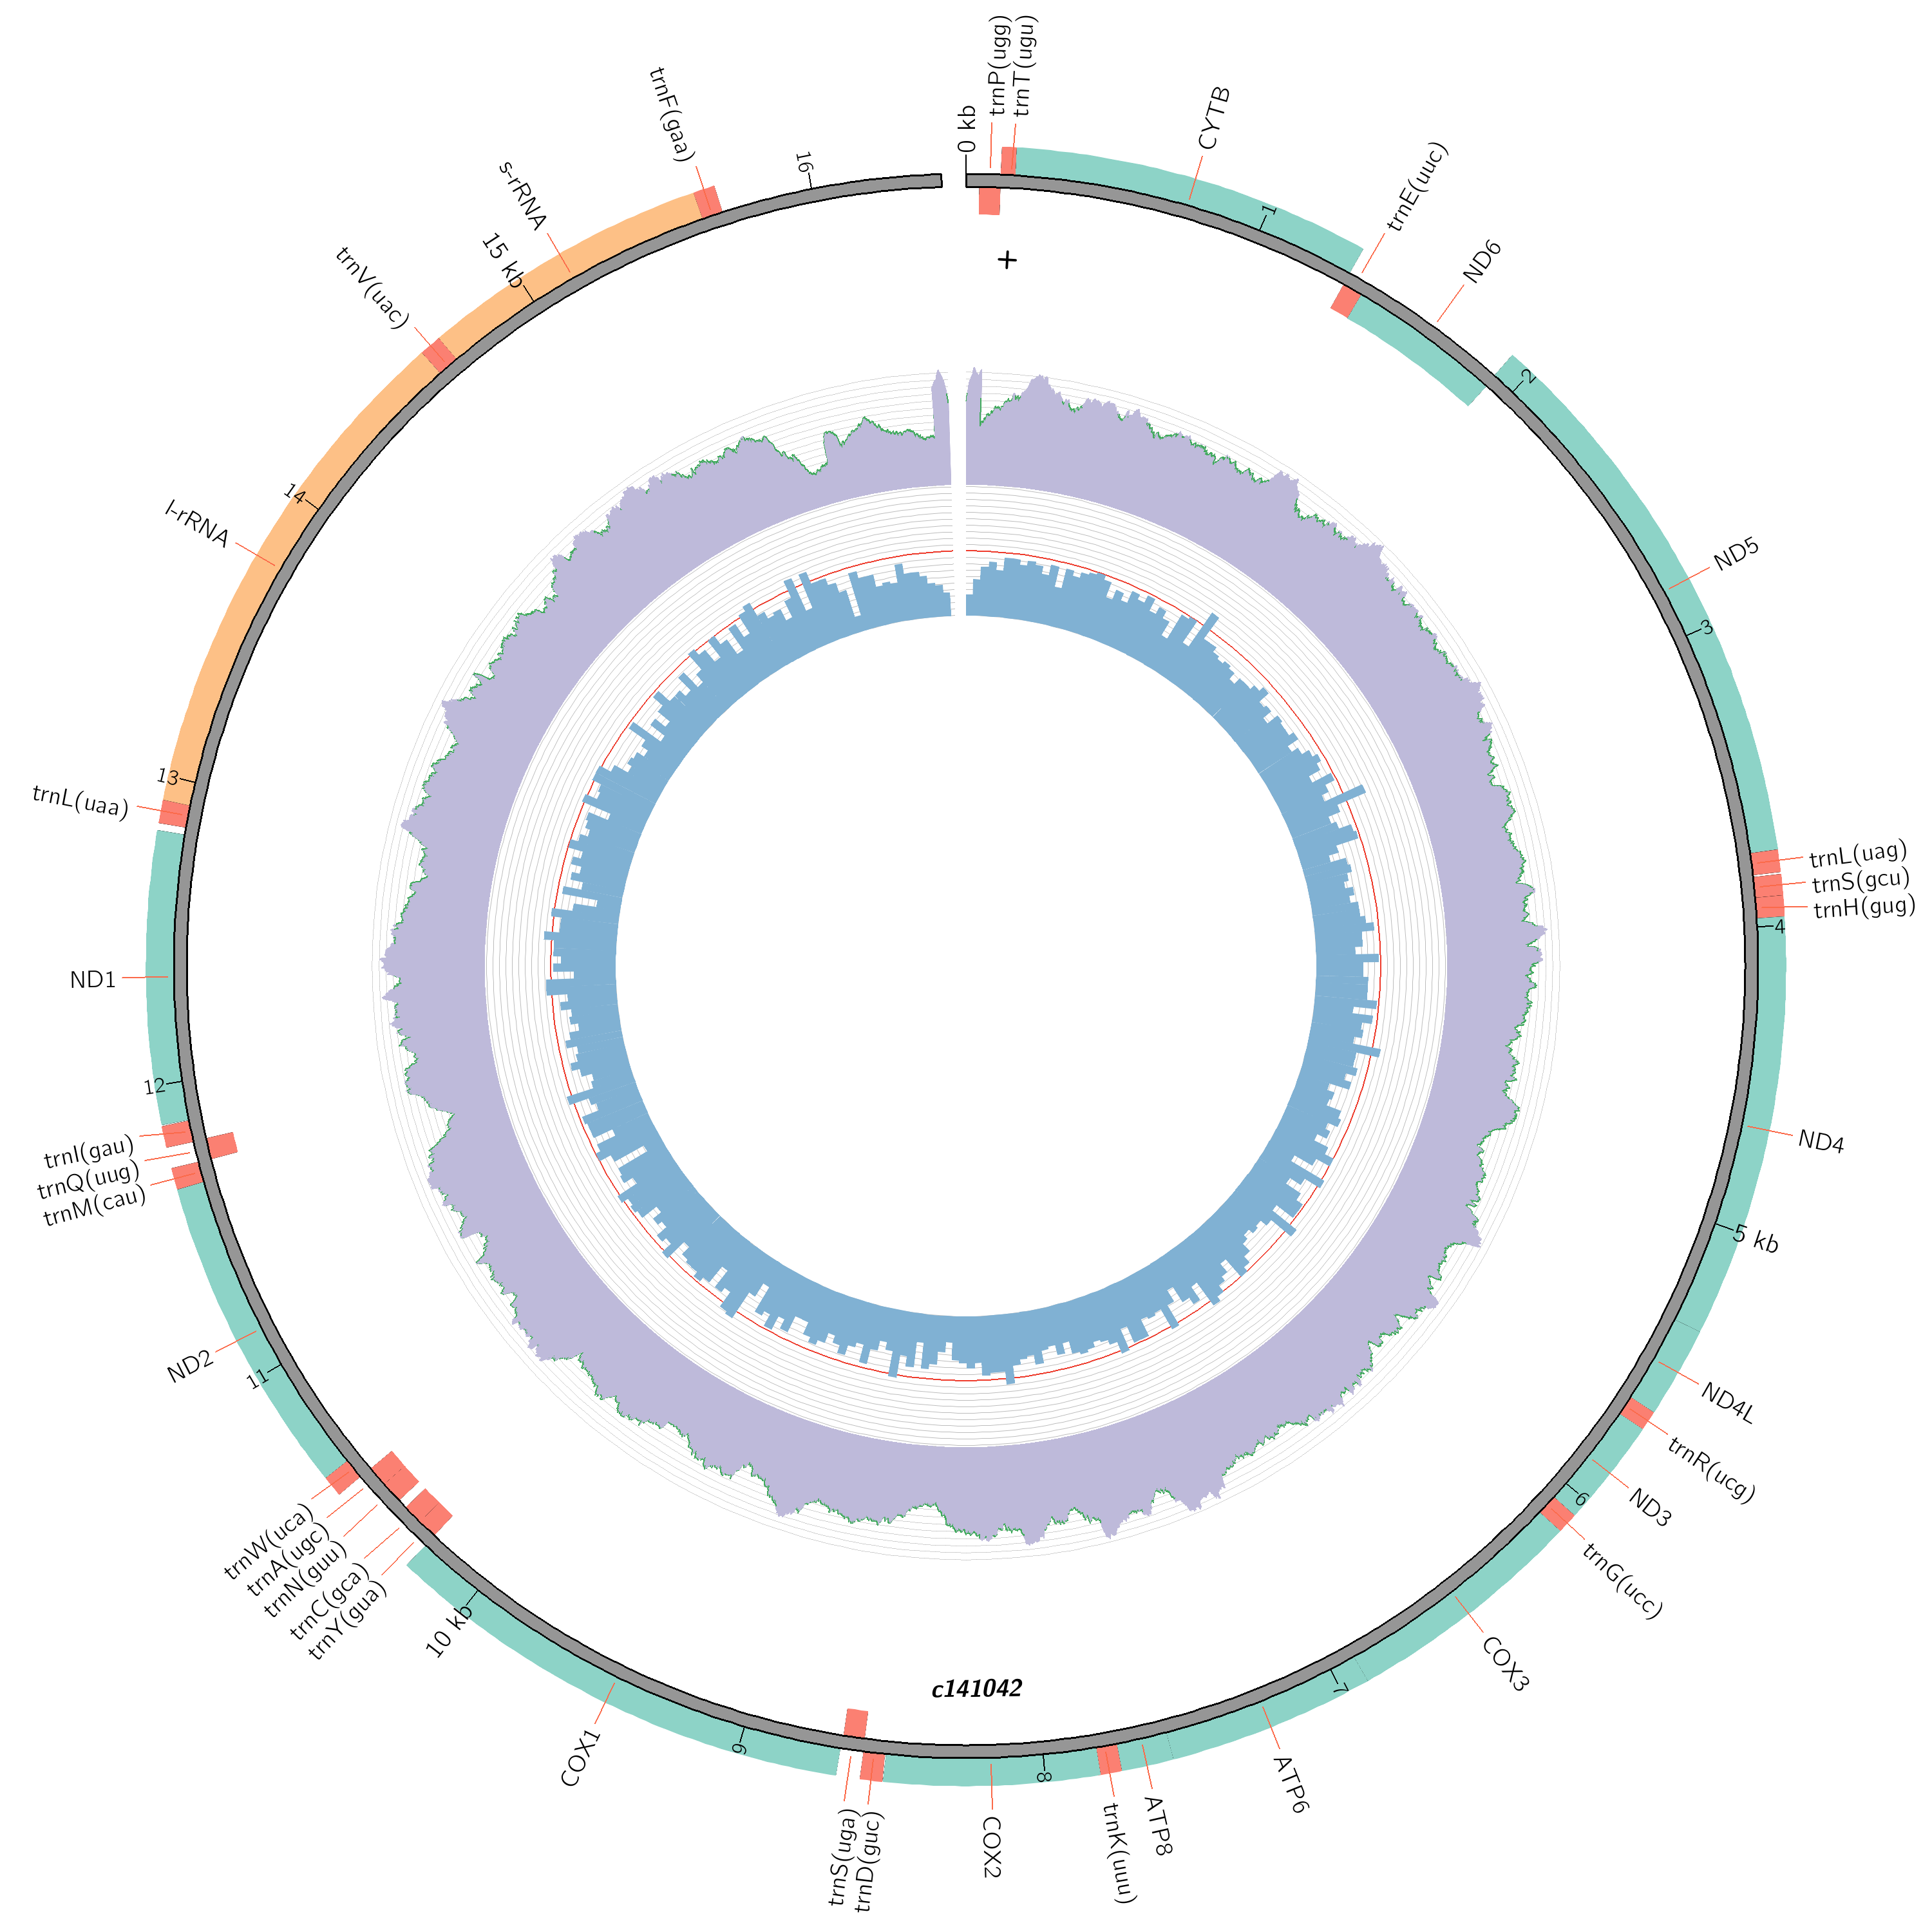 0 kb
trnP(ugg)
trnT(ugu)
CYTB
1
trnE(uuc)
ND6
2
ND5
3
trnL(uag)
trnS(gcu)
trnH(gug)
4
ND4
5 kb
ND4L
trnR(ucg)
ND3
6
trnG(ucc)
COX3
7
ATP6
ATP8
trnK(uuu)
8
COX2
trnD(guc)
trnS(uga)
9
COX1
10 kb
trnY(gua)
trnC(gca)
trnN(guu)
trnA(ugc)
trnW(uca)
11
ND2
trnM(cau)
trnQ(uug)
trnI(gau)
12
ND1
trnL(uaa)
13
l-rRNA
14
trnV(uac)
15 kb
s-rRNA
trnF(gaa)
16
+
c141042